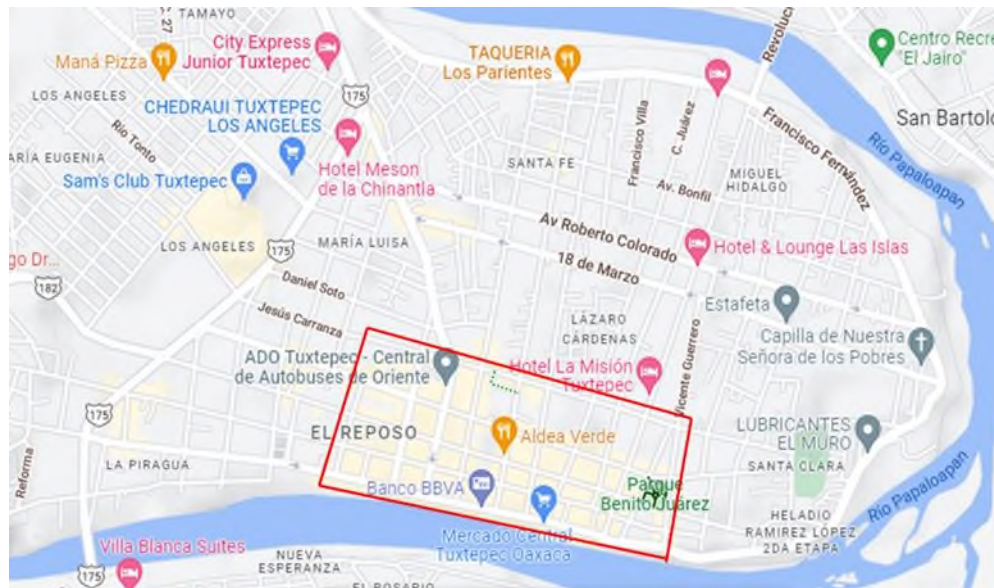 TAMAYO
C. 27
City Express
Junior Tuxtepec
Maná Pizza
TAQUERIA
Los Parientes
Revoluc
Centro Recre
"El Jairo"
LOS ANGELES
175
CHEDRAUI TUXTEPEC
LOS ANGELES
San Bartolo
Río Tonto
Francisco Villa
C. Juárez
Francisco Fernández
Río Papaloapan
ARÍA EUGENIA
Hotel Meson
de la Chinantla
SANTA FE
MIGUEL
HIDALGO
Sam's Club Tuxtepec
Av. Bonfil
Av Roberto Colorado
LOS ANGELES
175
MARÍA LUISA
Hotel & Lounge Las Islas
go Dr...
18 de Marzo
182
Daniel Soto
Estafeta
Jesús Carranza
LÁZARO
CÁRDENAS
Capilla de Nuestra
Señora de los Pobres
ADO Tuxtepec - Central
de Autobuses de Oriente
Hotel La Misión
Tuxtepec
Vicente Guerrero
175
EL REPOSO
Aldea Verde
LUBRICANTES
EL MURO
Reforma
LA PIRAGUA
SANTA CLARA
Banco BBVA
Parque
Benito Juárez
Río Papaloapan
Mercado Central
Tuxtepec Oaxaca
HELADIO
RAMIREZ LÓPEZ
2DA ETAPA
Villa Blanca Suites
NUEVA
ESPERANZA
175
EL ROSARIO